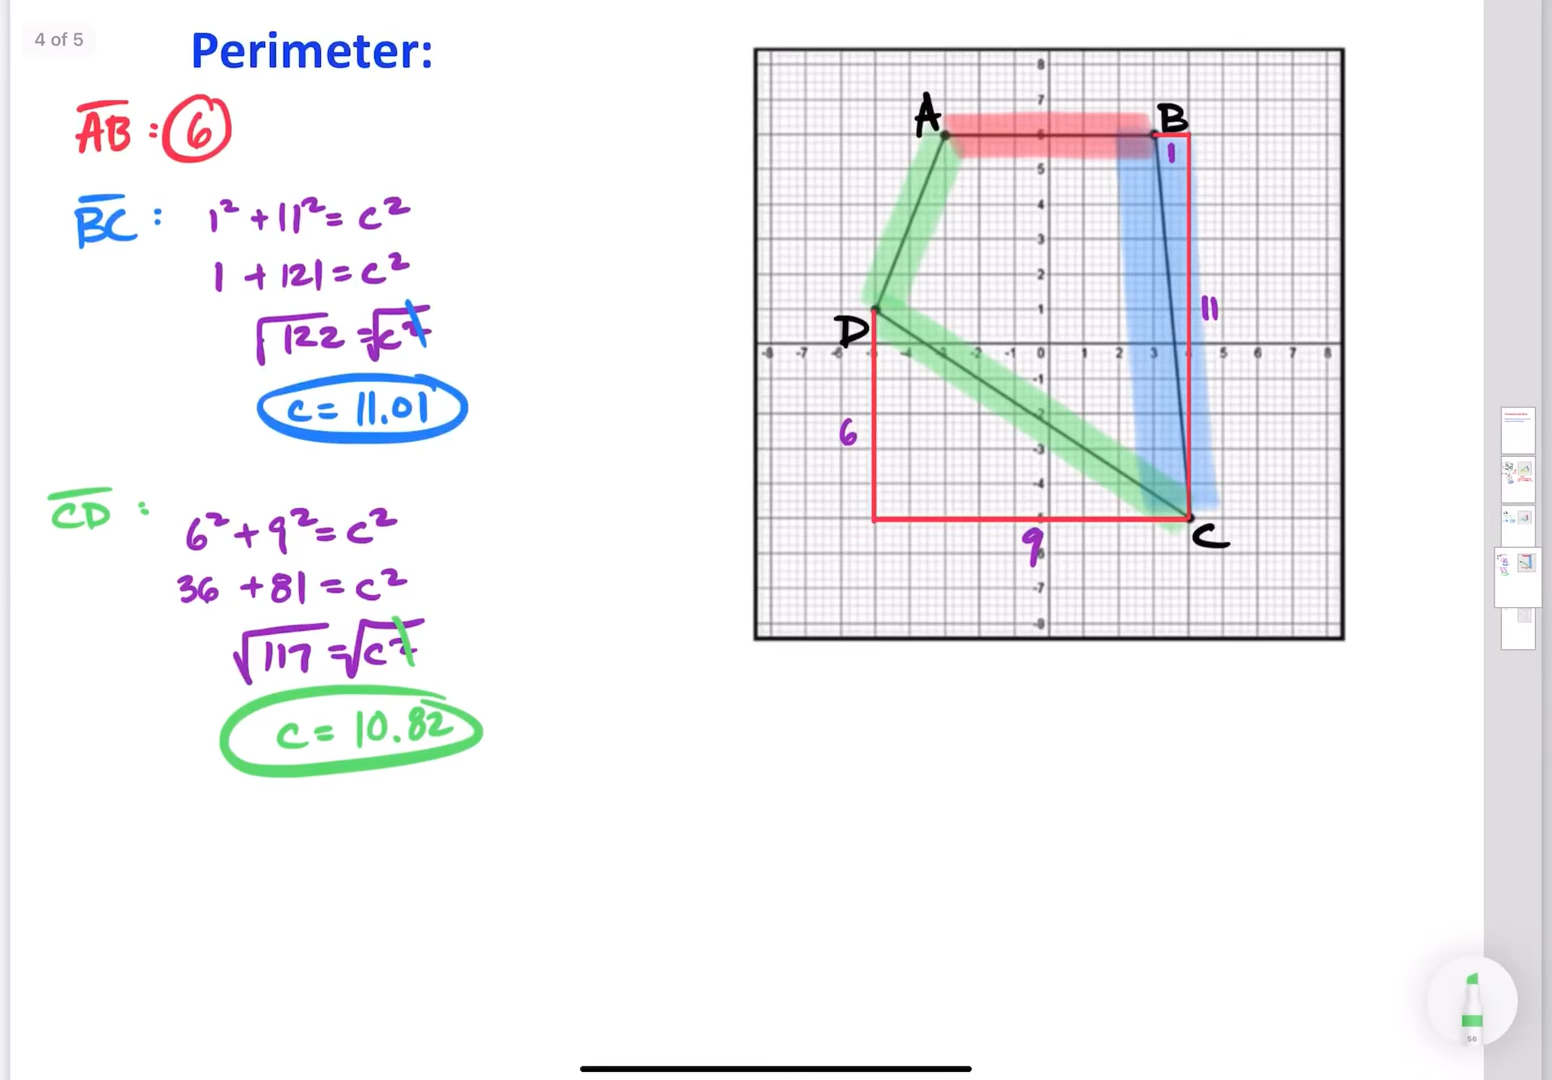 4 of 5
Perimeter:
AB : 6
BC : 1² + 11² = c²
1 + 121 = c²
√122 = √c²
c = 11.01
CD : 6² + 9² = c²
36 + 81 = c²
√117 = √c²
c = 10.82
8
7
A
B
6
1
5
4
3
2
1
11
D
-8 -7 -6 -5 -4 -3 -2 -1 0 1 2 3 4 5 6 7 8
-1
-2
6
-3
-4
C
9
-7
-8
56